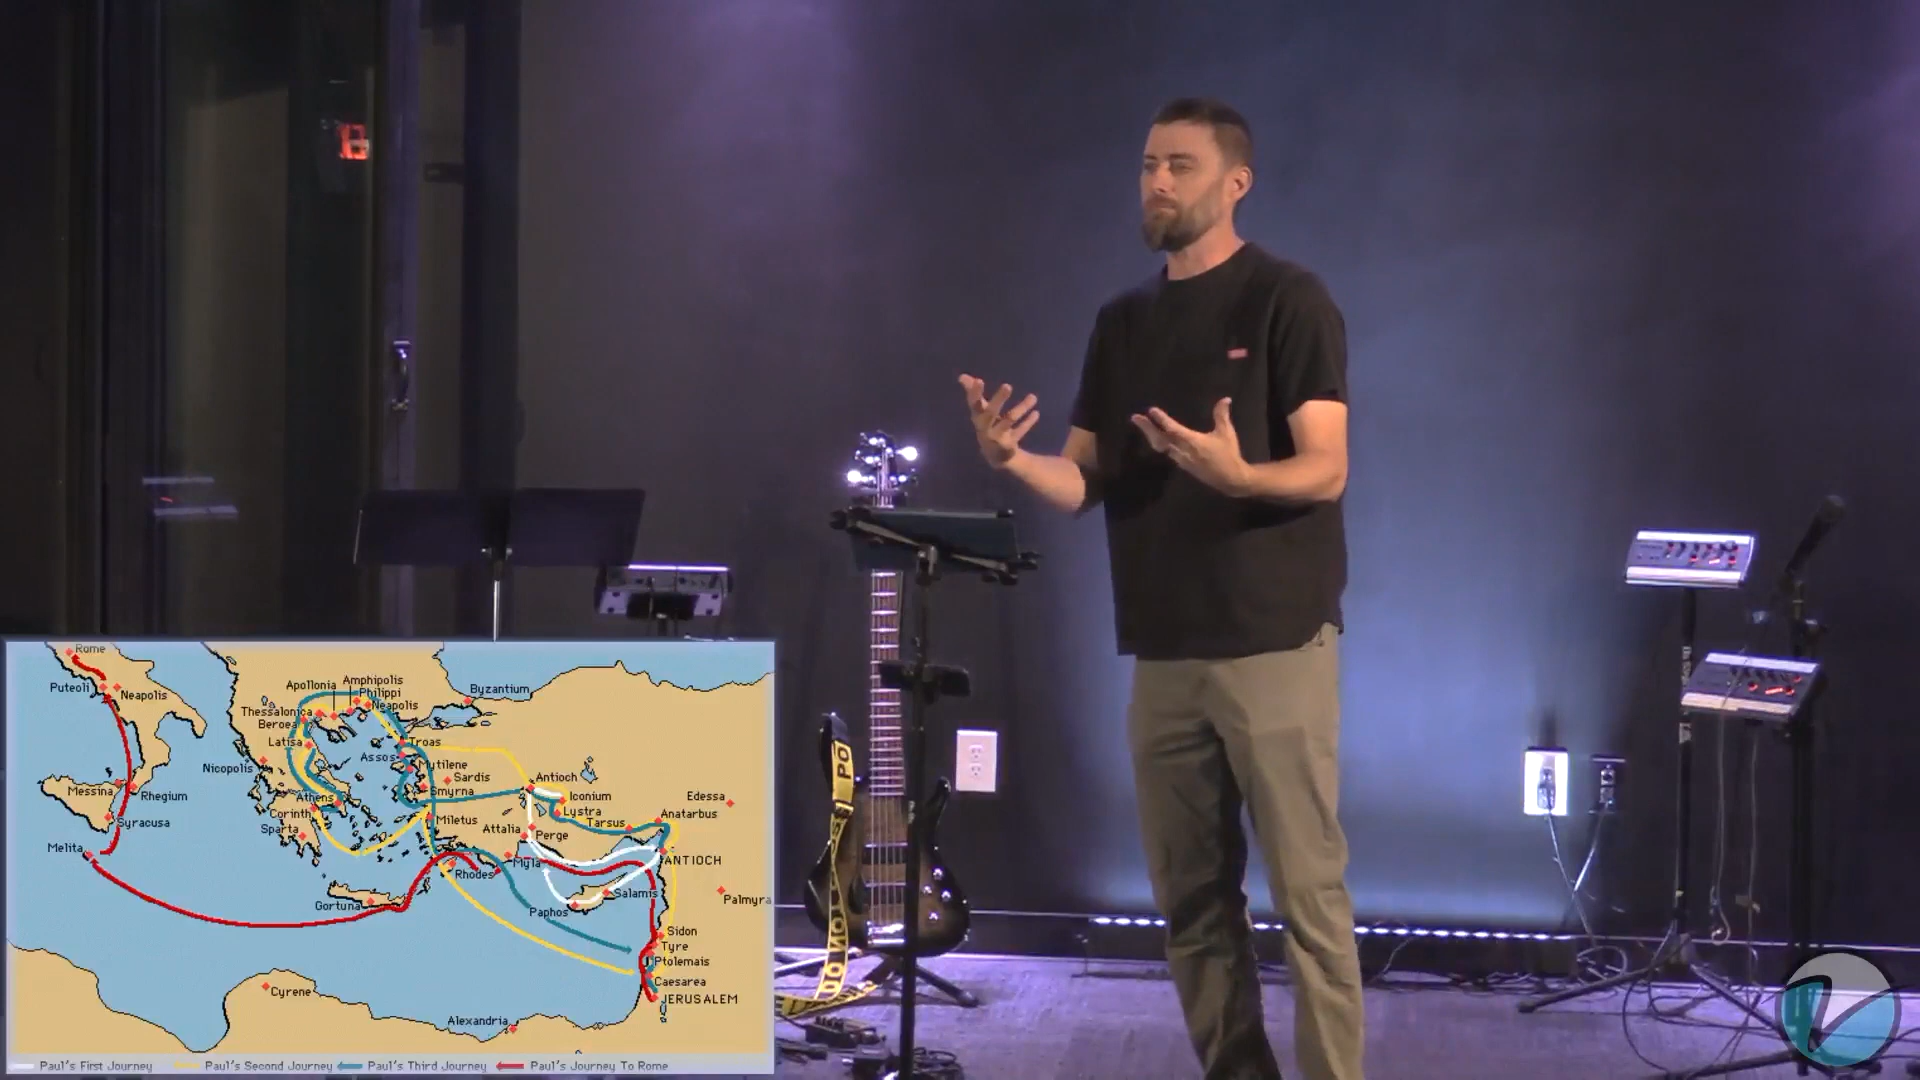 Rome
Puteoli
Neapolis
Apollonia
Amphipolis
Philippi
Neapolis
Byzantium
Thessalonica
Beroea
Latisa
Troas
Assos
Nicopolis
Mytilene
Sardis
Smyrna
Antioch
Iconium
Edessa
Messina
Rhegium
Athens
Corinth
Lystra
Tarsus
Anatarbus
Syracusa
Sparta
Miletus
Attalia
Perge
Melita
ANTIOCH
Rhodes
Myla
Salamis
Palmyra
Gortuna
Paphos
Sidon
Tyre
Ptolemais
Caesarea
JERUSALEM
Cyrene
Alexandria
Paul's First Journey
Paul's Second Journey
Paul's Third Journey
Paul's Journey To Rome